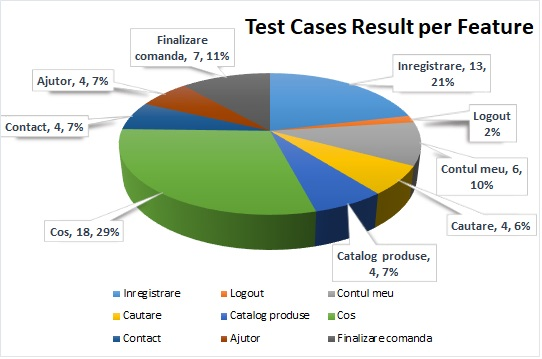 Test Cases Result per Feature
Finalizare
comanda, 7, 11%
Inregistrare, 13,
21%
Ajutor, 4, 7%
Logout
2%
Contact, 4, 7%
Contul meu, 6,
10%
Cos, 18, 29%
Cautare, 4, 6%
Catalog produse,
4, 7%
Inregistrare
Logout
Contul meu
Cautare
Catalog produse
Cos
Contact
Ajutor
Finalizare comanda